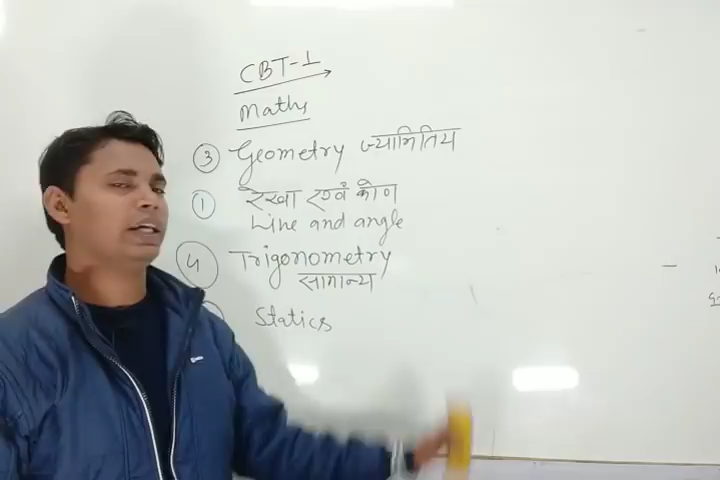 CBT-1
Maths
③ Geometry ज्यामितिय
① रेखा एवं कोण
Line and angle
④ Trigonometry
सामान्य
Statics